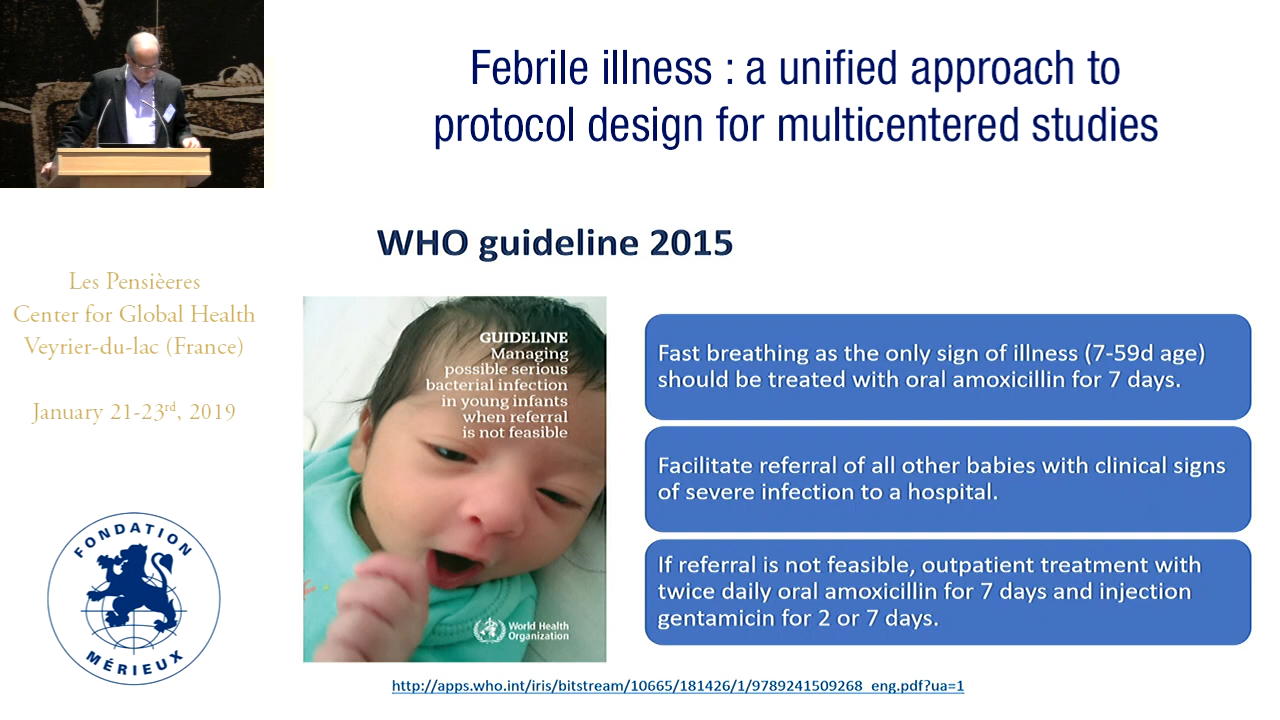 Febrile illness : a unified approach to
protocol design for multicentered studies
Les Pensièeres
Center for Global Health
Veyrier-du-lac (France)
January 21-23rd, 2019
FONDATION
MÉRIEUX
WHO guideline 2015
GUIDELINE
Managing
possible serious
bacterial infection
in young infants
when referral
is not feasible
World Health
Organization
Fast breathing as the only sign of illness (7-59d age)
should be treated with oral amoxicillin for 7 days.
Facilitate referral of all other babies with clinical signs
of severe infection to a hospital.
If referral is not feasible, outpatient treatment with
twice daily oral amoxicillin for 7 days and injection
gentamicin for 2 or 7 days.
http://apps.who.int/iris/bitstream/10665/181426/1/9789241509268_eng.pdf?ua=1